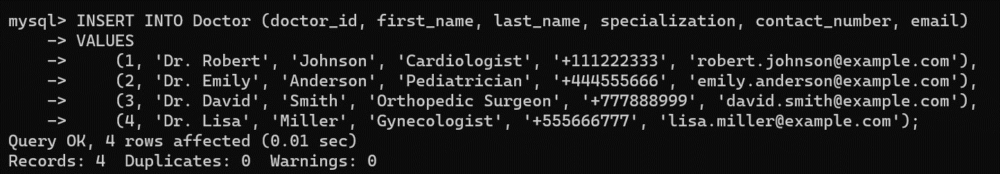 mysql> INSERT INTO Doctor (doctor_id, first_name, last_name, specialization, contact_number, email)
    -> VALUES
    ->     (1, 'Dr. Robert', 'Johnson', 'Cardiologist', '+111222333', 'robert.johnson@example.com'),
    ->     (2, 'Dr. Emily', 'Anderson', 'Pediatrician', '+444555666', 'emily.anderson@example.com'),
    ->     (3, 'Dr. David', 'Smith', 'Orthopedic Surgeon', '+777888999', 'david.smith@example.com'),
    ->     (4, 'Dr. Lisa', 'Miller', 'Gynecologist', '+555666777', 'lisa.miller@example.com');
Query OK, 4 rows affected (0.01 sec)
Records: 4  Duplicates: 0  Warnings: 0